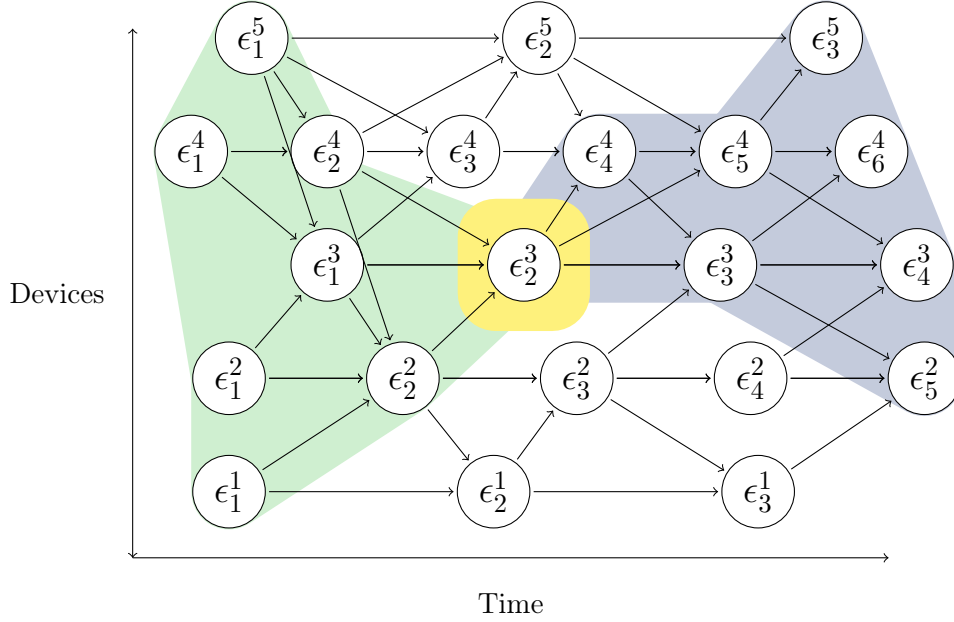 ϵ₁⁵ ϵ₂⁵ ϵ₃⁵
ϵ₁⁴ ϵ₂⁴ ϵ₃⁴ ϵ₄⁴ ϵ₅⁴ ϵ₆⁴
ϵ₁³ ϵ₂³ ϵ₃³ ϵ₄³
Devices
ϵ₁² ϵ₂² ϵ₃² ϵ₄² ϵ₅²
ϵ₁¹ ϵ₂¹ ϵ₃¹
Time